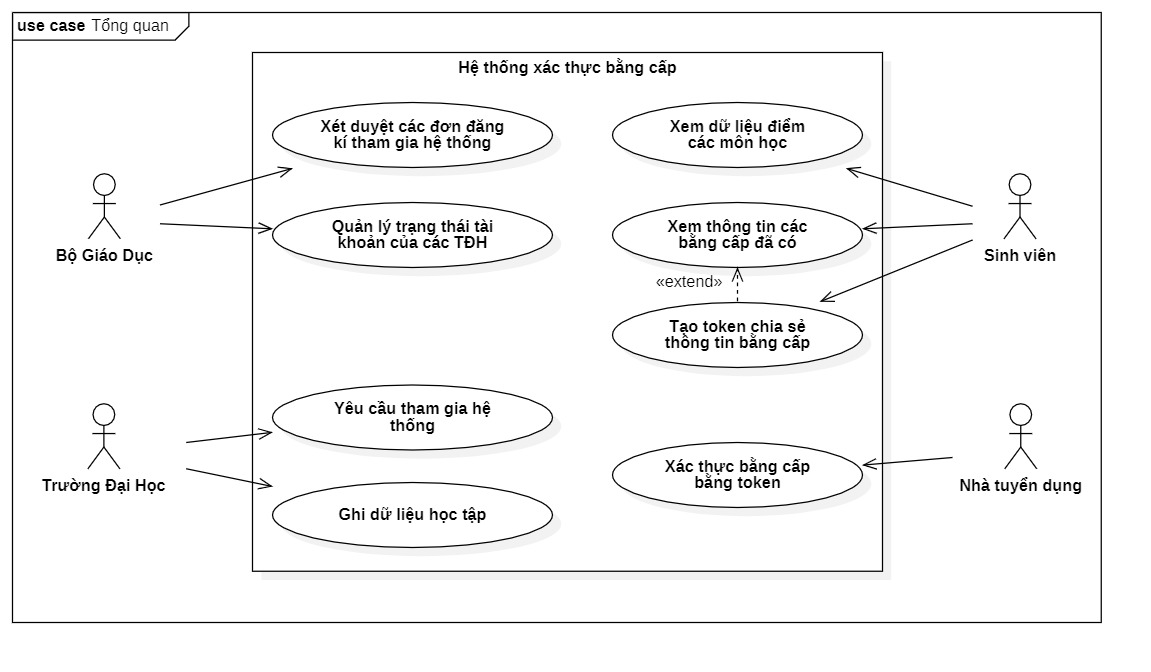 use case Tổng quan
Hệ thống xác thực bằng cấp
Xét duyệt các đơn đăng
kí tham gia hệ thống
Xem dữ liệu điểm
các môn học
Bộ Giáo Dục
Quản lý trạng thái tài
khoản của các TĐH
Xem thông tin các
bằng cấp đã có
Sinh viên
«extend»
Tạo token chia sẻ
thông tin bằng cấp
Yêu cầu tham gia hệ
thống
Trường Đại Học
Ghi dữ liệu học tập
Xác thực bằng cấp
bằng token
Nhà tuyển dụng